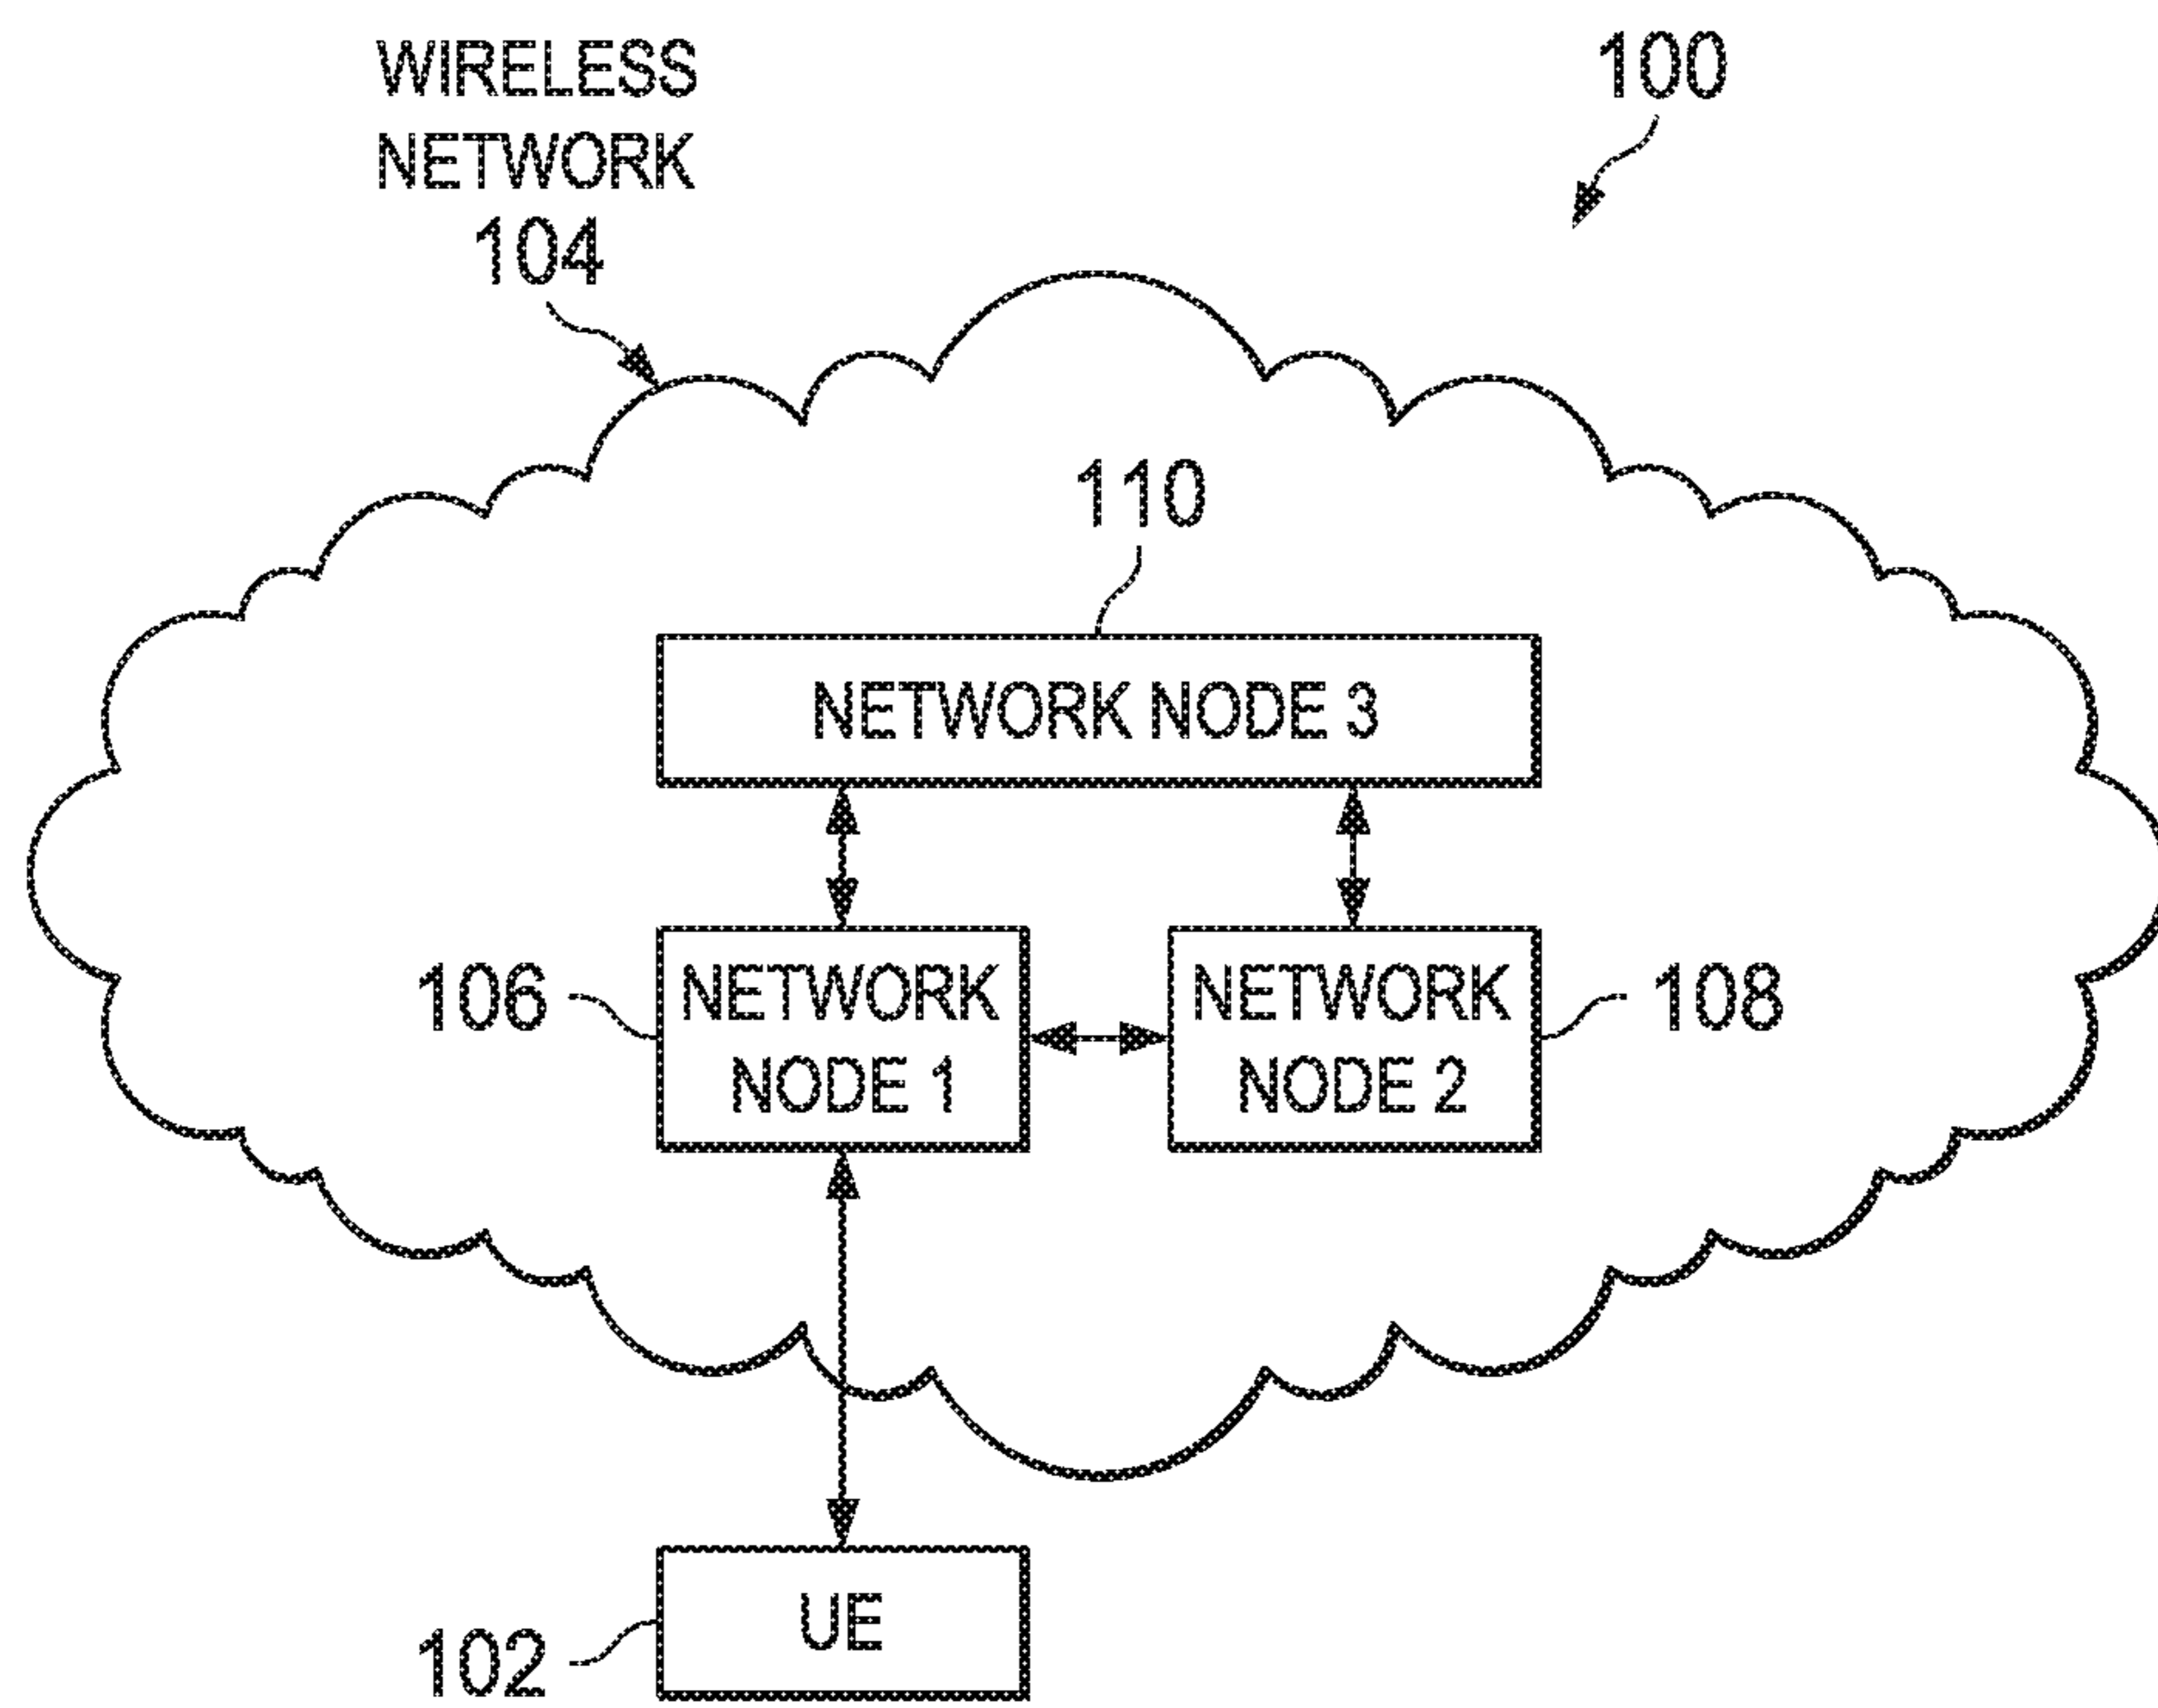 WIRELESS
NETWORK
104
100
110
NETWORK NODE 3
106
NETWORK
NODE 1
NETWORK
NODE 2
108
UE
102